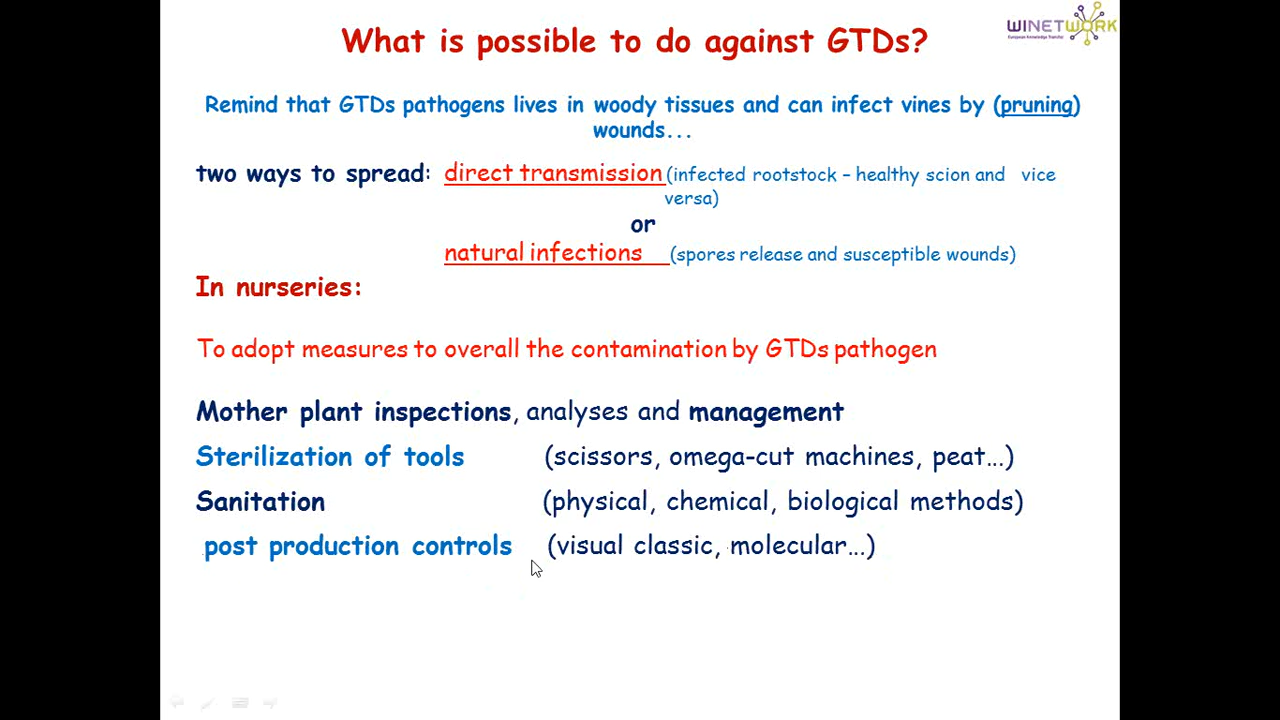 WINETWORK
European Knowledge Transfer
What is possible to do against GTDs?
Remind that GTDs pathogens lives in woody tissues and can infect vines by (pruning)
wounds...
two ways to spread: direct transmission (infected rootstock – healthy scion and vice
versa)
or
natural infections (spores release and susceptible wounds)
In nurseries:
To adopt measures to overall the contamination by GTDs pathogen
Mother plant inspections, analyses and management
Sterilization of tools (scissors, omega-cut machines, peat...)
Sanitation (physical, chemical, biological methods)
post production controls (visual classic, molecular...)